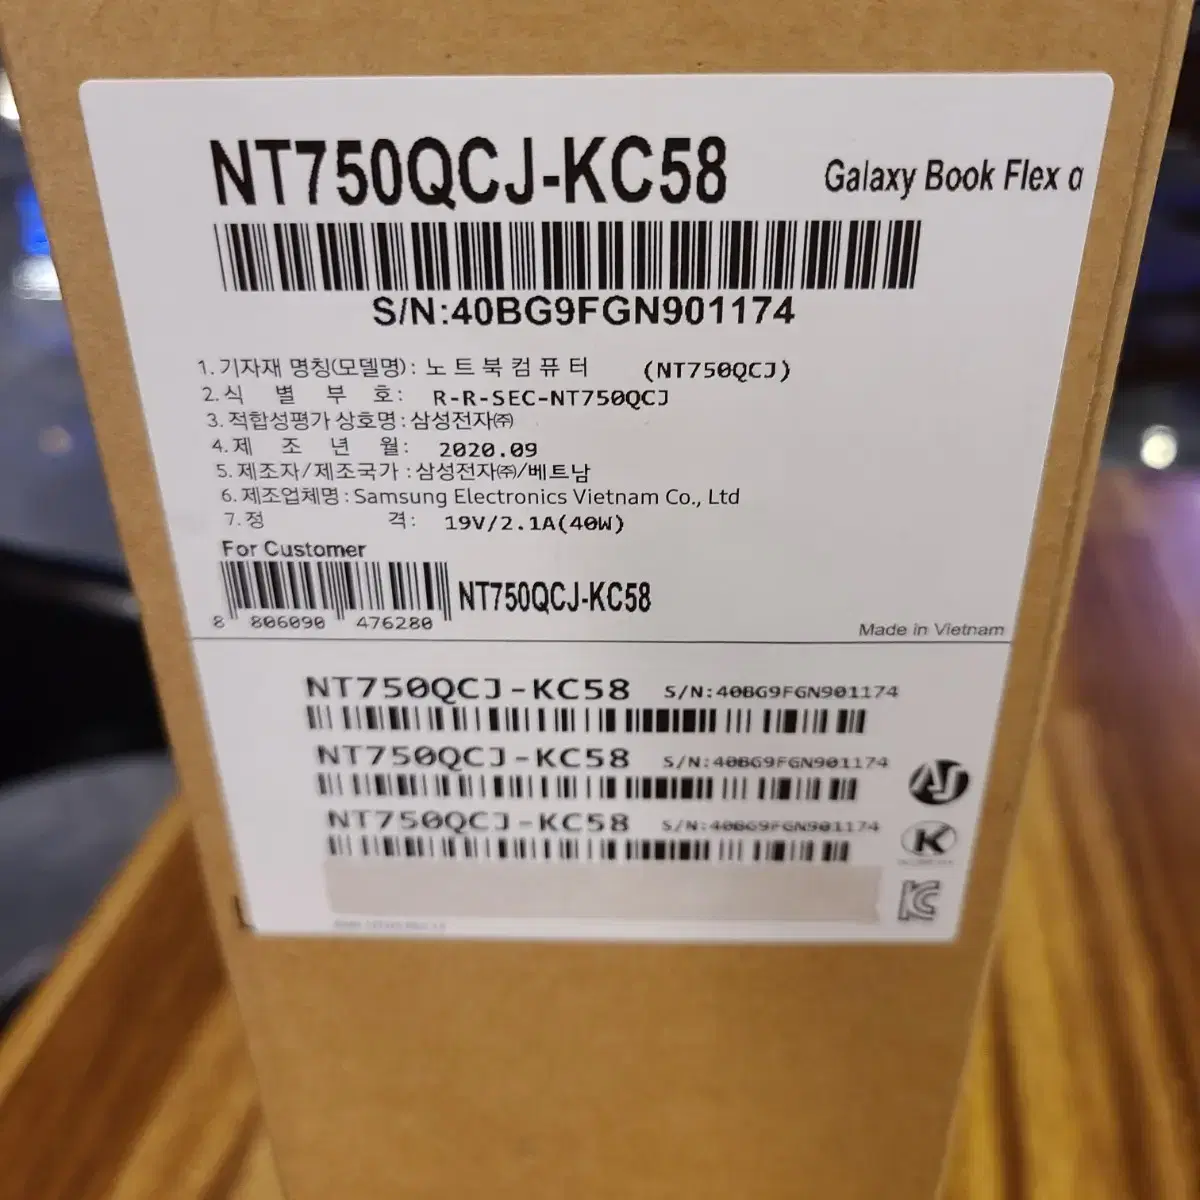 NT750QCJ-KC58
Galaxy Book Flex α
S/N:40BG9FGN901174
1. 기자재 명칭(모델명) : 노트북컴퓨터 (NT750QCJ)
2. 식 별 부 호 : R-R-SEC-NT750QCJ
3. 적합성평가 상호명 : 삼성전자㈜
4. 제 조 년 월 : 2020.09
5. 제조자/제조국가 : 삼성전자㈜/베트남
6. 제조업체명 : Samsung Electronics Vietnam Co., Ltd
7. 정 격 : 19V/2.1A(40W)
For Customer
NT750QCJ-KC58
8 806090 476280
Made in Vietnam
NT750QCJ-KC58 S/N:40BG9FGN901174
NT750QCJ-KC58 S/N:40BG9FGN901174
NT750QCJ-KC58 S/N:40BG9FGN901174
K